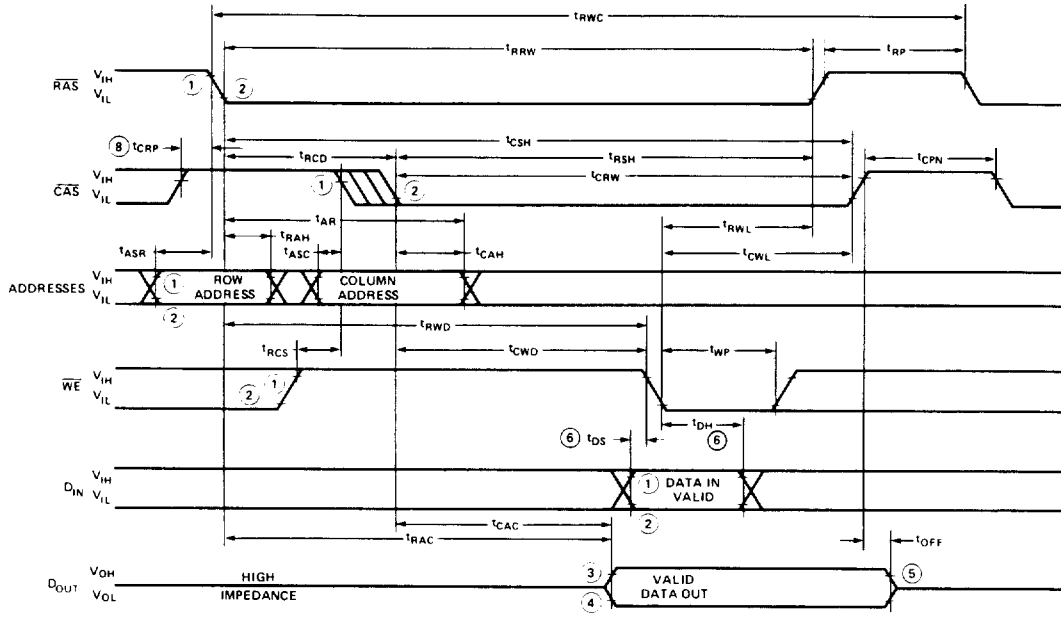 tRWC
tRRW
tRP
RAS
VIH
VIL
①
②
tCSH
⑧ tCRP
tRCD
tRSH
tCPN
tCRW
CAS
VIH
VIL
①
②
tAR
tRWL
tRAH
tASR
tASC
tCAH
tCWL
ADDRESSES
VIH
VIL
①
②
ROW
ADDRESS
COLUMN
ADDRESS
tRWD
tRCS
tCWD
tWP
WE
VIH
VIL
②
①
tDH
⑥ tDS
⑥
DIN
VIH
VIL
①
②
DATA IN
VALID
tCAC
tRAC
tOFF
DOUT
VOH
VOL
HIGH
IMPEDANCE
③
④
VALID
DATA OUT
⑤